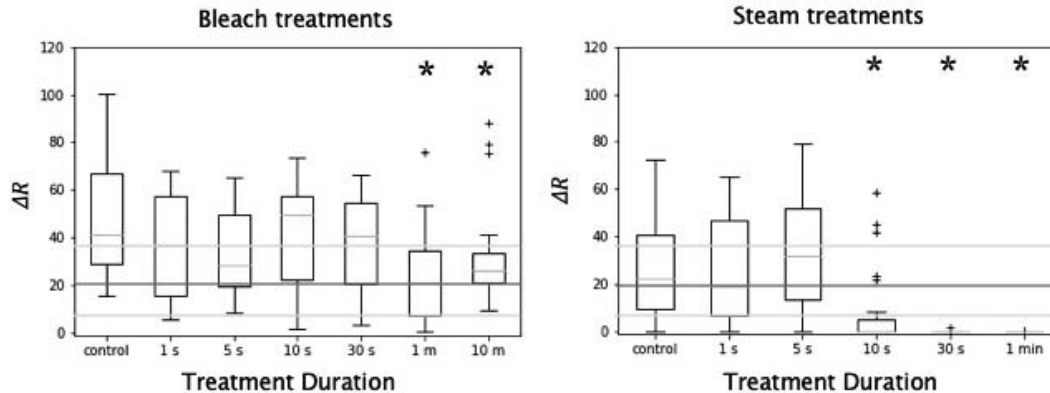 Bleach treatments
120
100
80
60
40
20
0
ΔR
* *
control 1 s 5 s 10 s 30 s 1 m 10 m
Treatment Duration
Steam treatments
120
100
80
60
40
20
0
ΔR
* * *
control 1 s 5 s 10 s 30 s 1 min
Treatment Duration